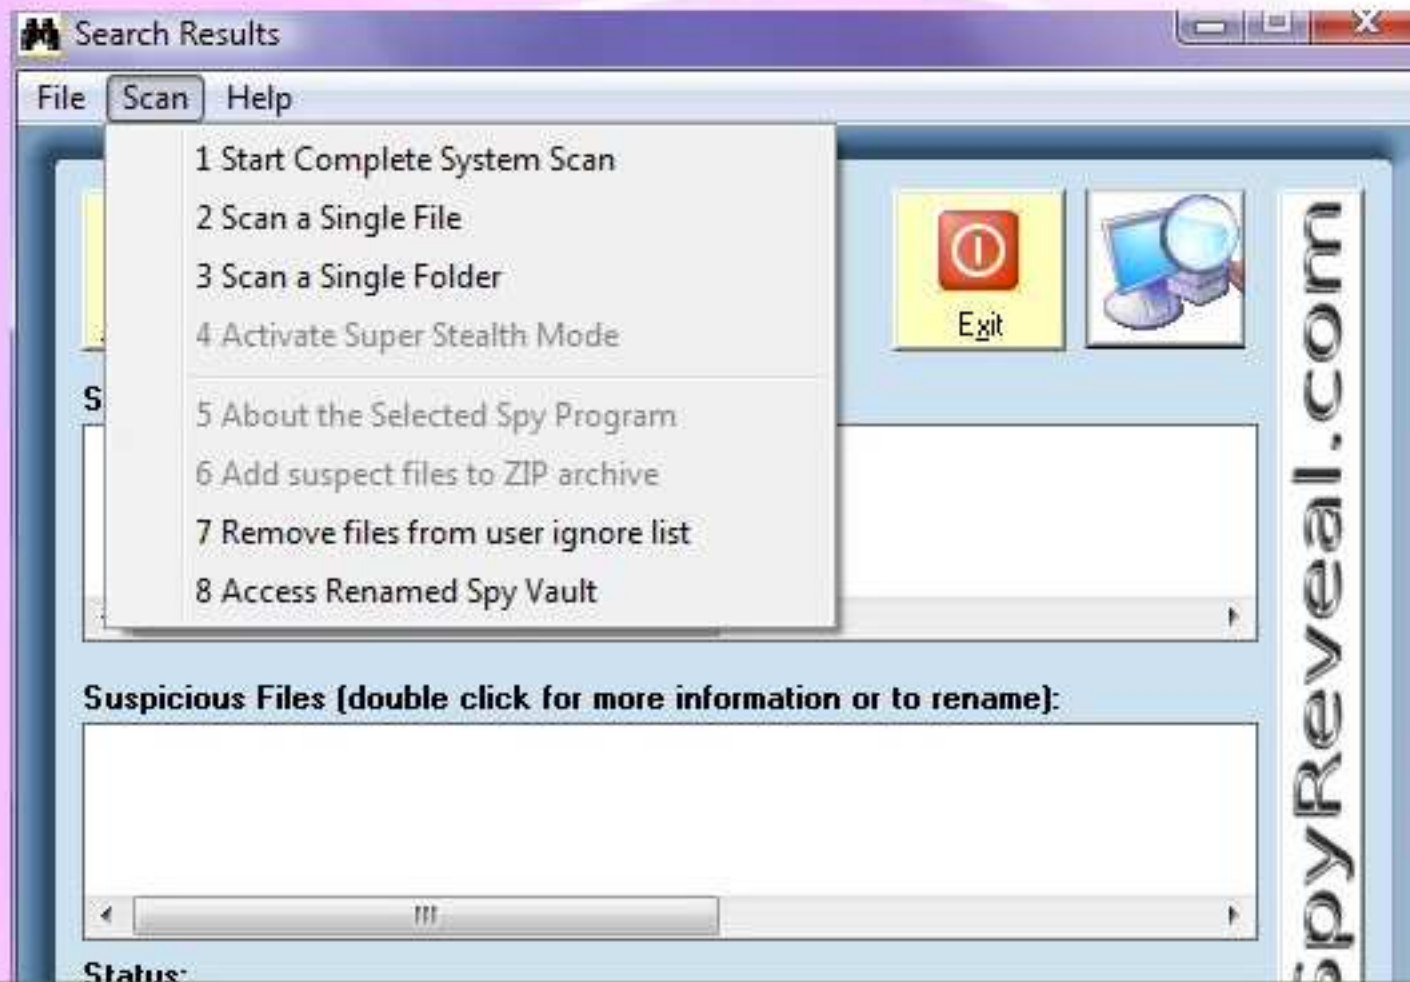 Search Results
File Scan Help
1 Start Complete System Scan
2 Scan a Single File
3 Scan a Single Folder
4 Activate Super Stealth Mode
5 About the Selected Spy Program
6 Add suspect files to ZIP archive
7 Remove files from user ignore list
8 Access Renamed Spy Vault
Exit
S
Suspicious Files (double click for more information or to rename):
Status:
SpyReveal.com